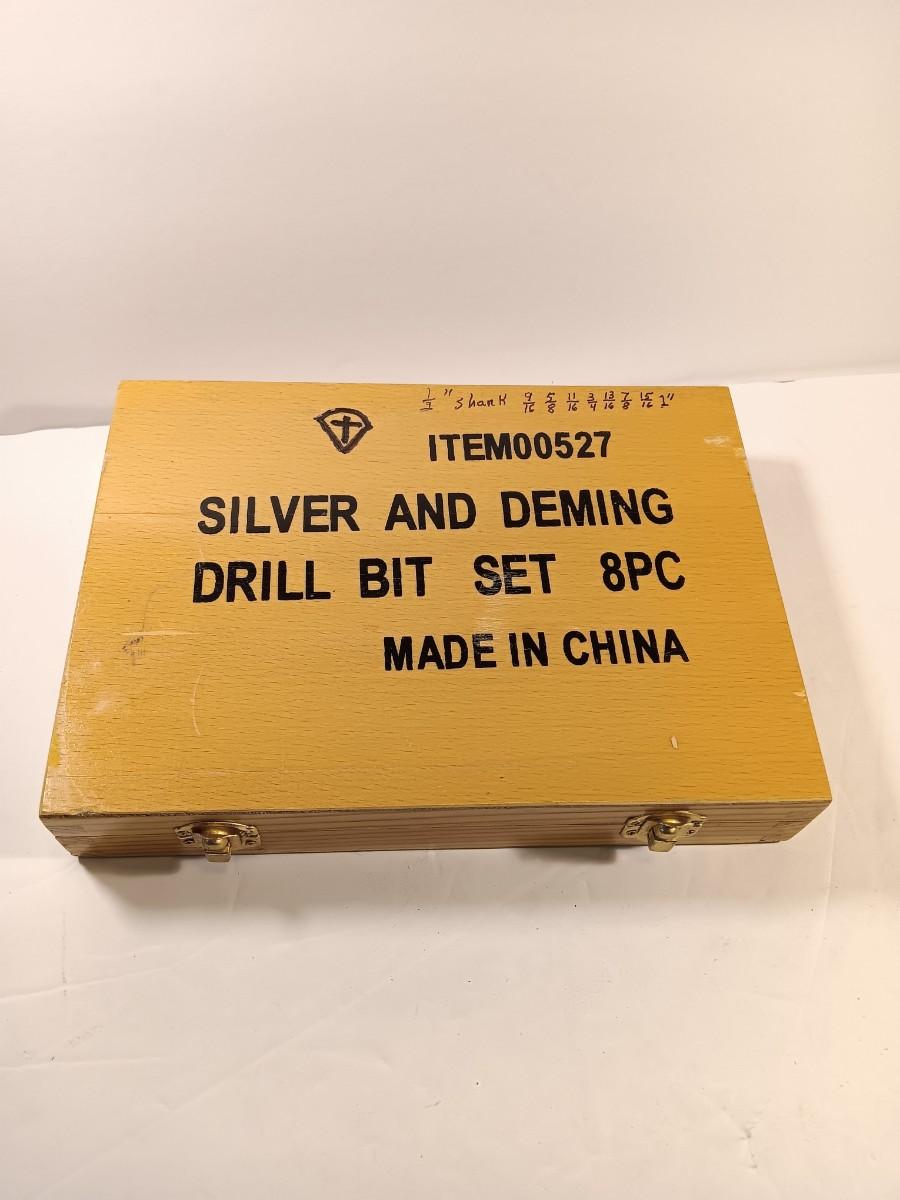 1/2" Shank 9/16 5/8 11/16 3/4 13/16 7/8 15/16 1"
ITEM00527
SILVER AND DEMING
DRILL BIT SET 8PC
MADE IN CHINA